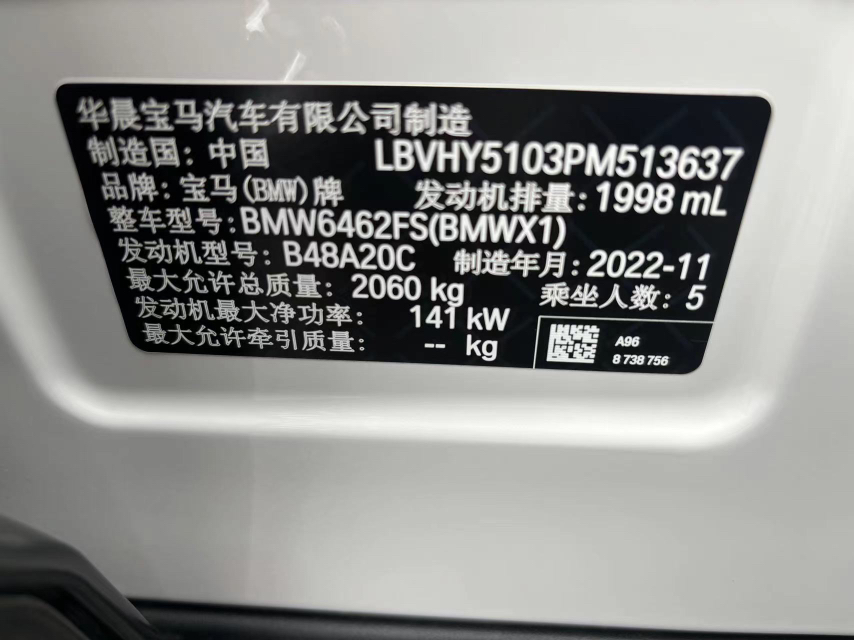 华晨宝马汽车有限公司制造
制造国：中国 LBVHY5103PM513637
品牌：宝马(BMW)牌 发动机排量：1998 mL
整车型号：BMW6462FS(BMWX1)
发动机型号：B48A20C 制造年月：2022-11
最大允许总质量：2060 kg 乘坐人数：5
发动机最大净功率：141 kW
最大允许牵引质量：-- kg
A96
8 738 756